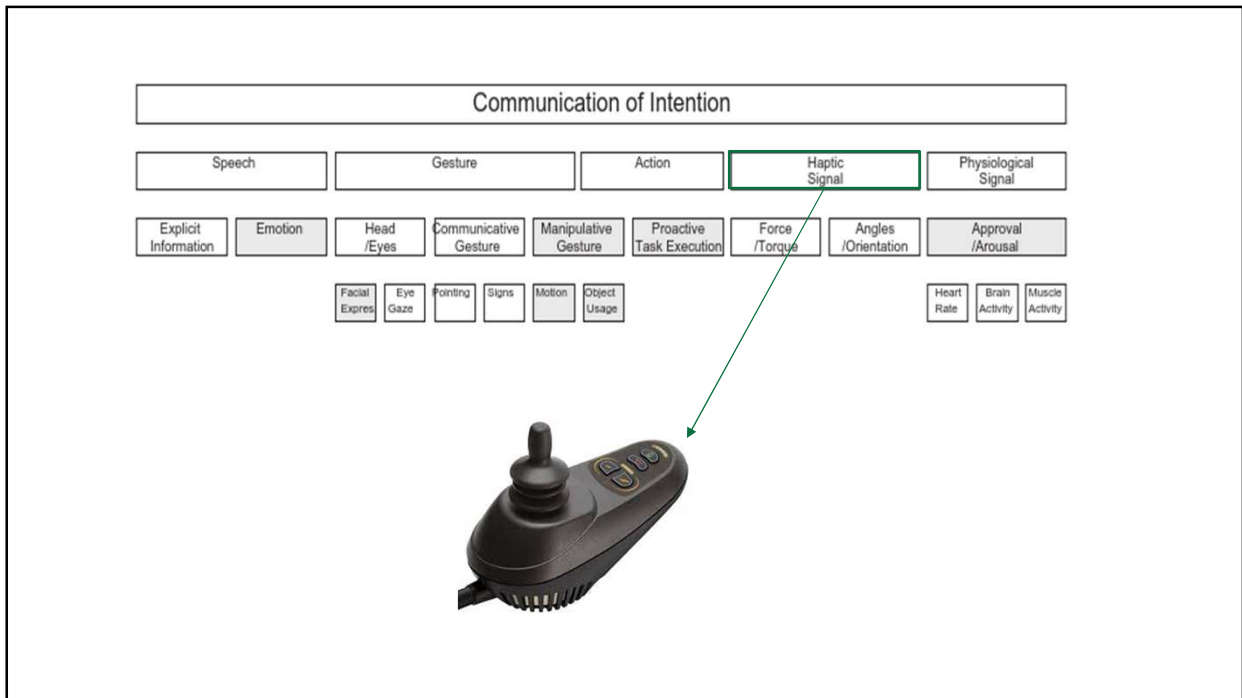 Communication of Intention
Speech
Gesture
Action
Haptic
Signal
Physiological
Signal
Explicit
Information
Emotion
Head
/Eyes
Communicative
Gesture
Manipulative
Gesture
Proactive
Task Execution
Force
/Torque
Angles
/Orientation
Approval
/Arousal
Facial
Expres
Eye
Gaze
Pointing
Signs
Motion
Object
Usage
Heart
Rate
Brain
Activity
Muscle
Activity